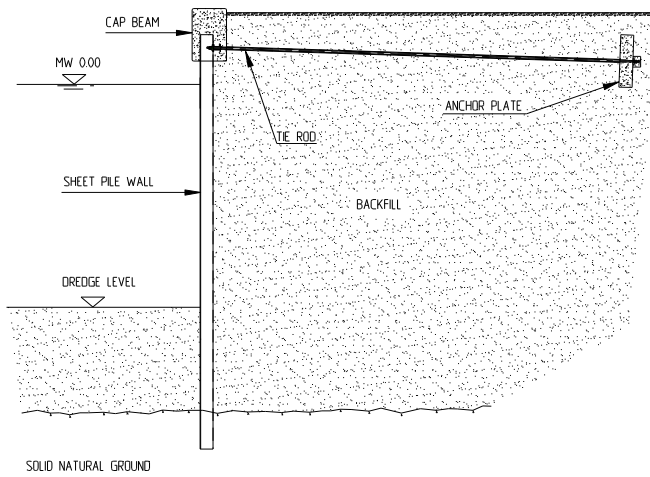 CAP BEAM
MW 0.00
ANCHOR PLATE
TIE ROD
SHEET PILE WALL
BACKFILL
DREDGE LEVEL
SOLID NATURAL GROUND